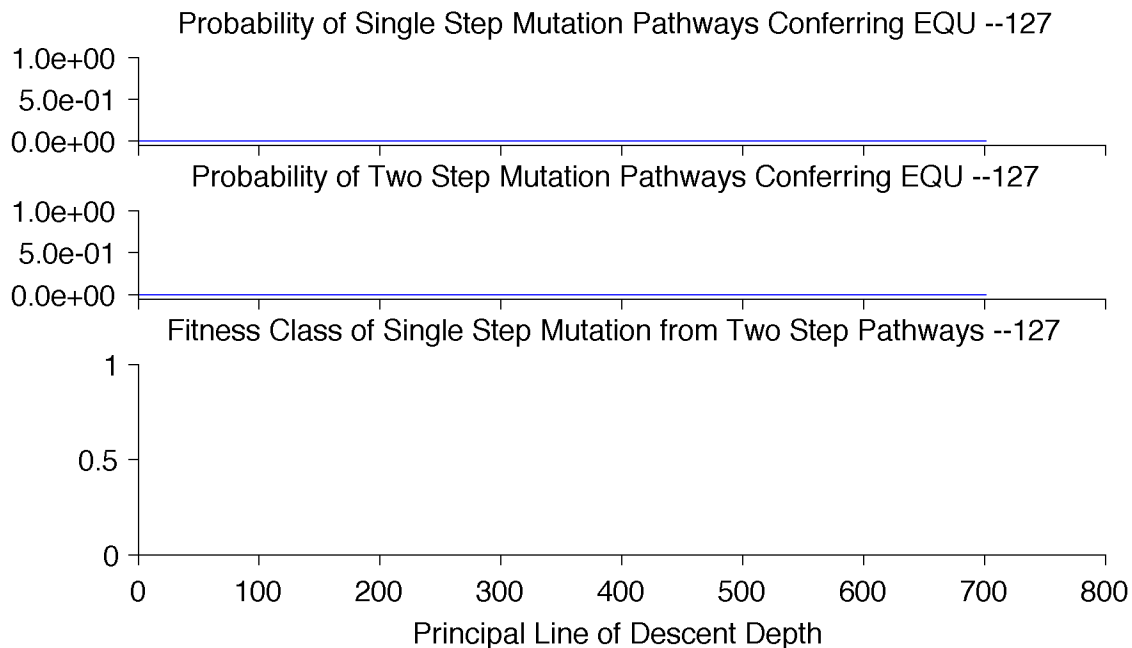 Probability of Single Step Mutation Pathways Conferring EQU --127
1.0e+00
5.0e-01
0.0e+00
Probability of Two Step Mutation Pathways Conferring EQU --127
1.0e+00
5.0e-01
0.0e+00
Fitness Class of Single Step Mutation from Two Step Pathways --127
1
0.5
0
0 100 200 300 400 500 600 700 800
Principal Line of Descent Depth